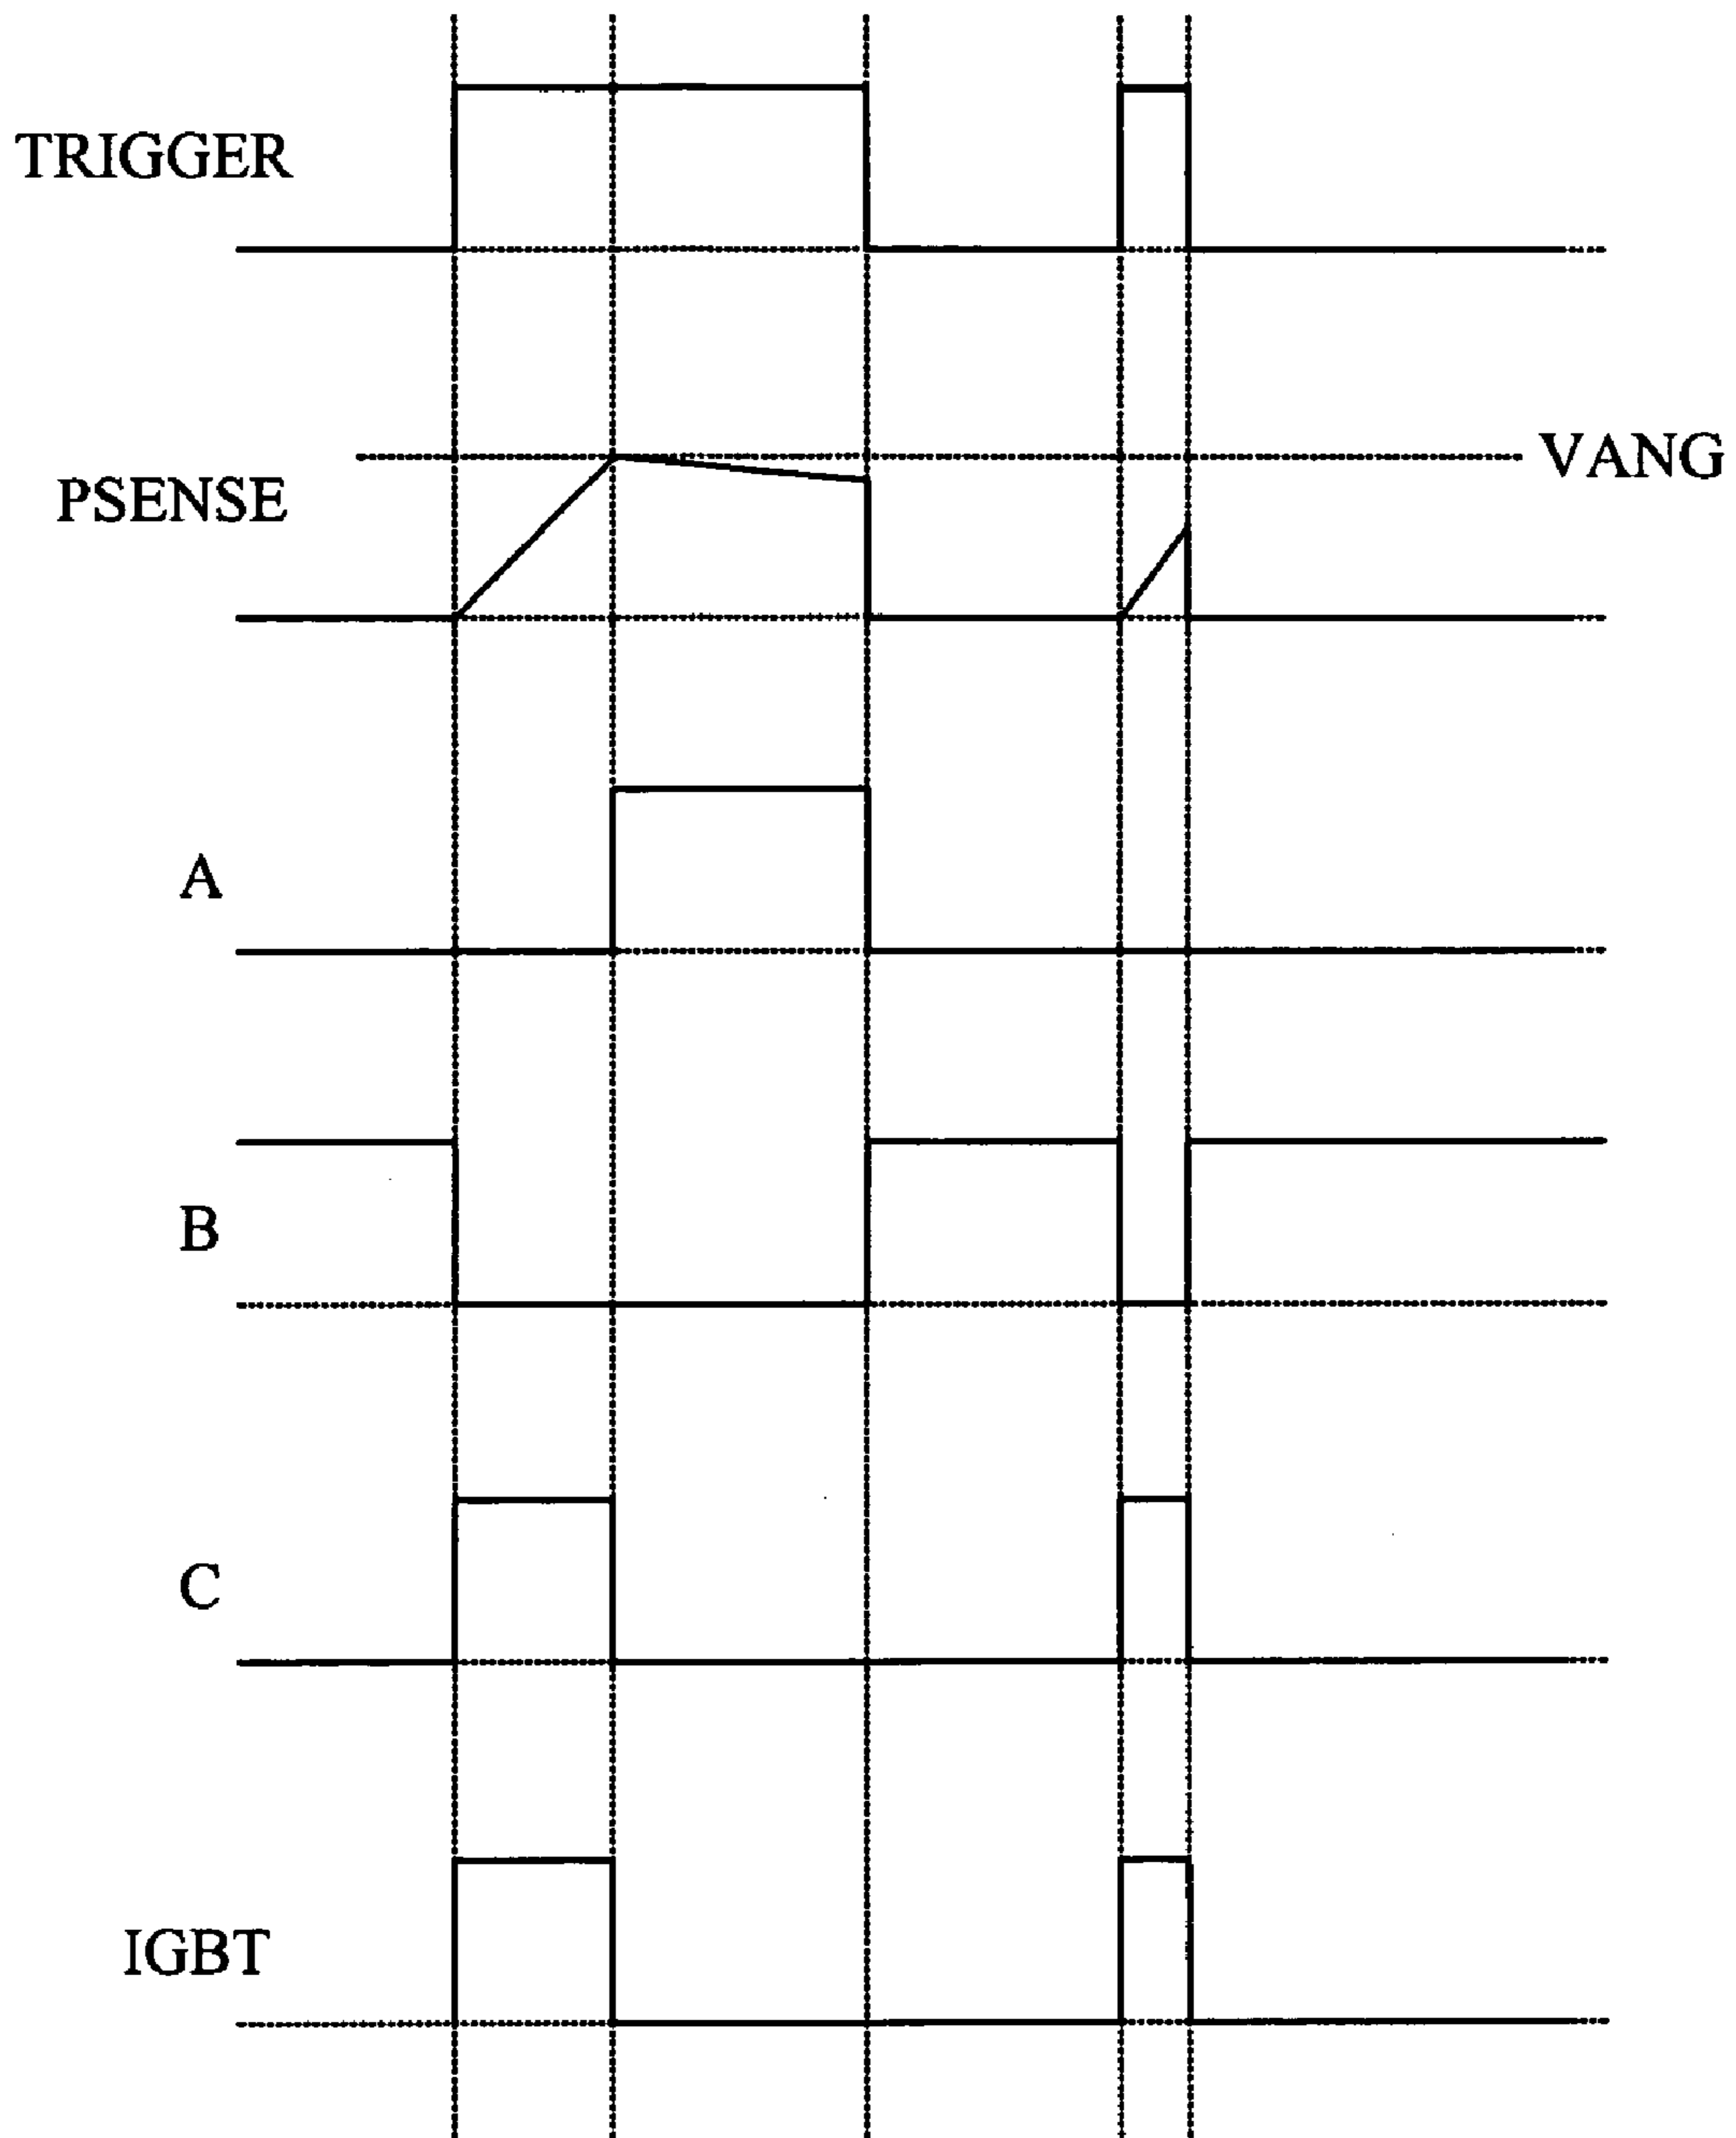 TRIGGER
VANG
PSENSE
A
B
C
IGBT